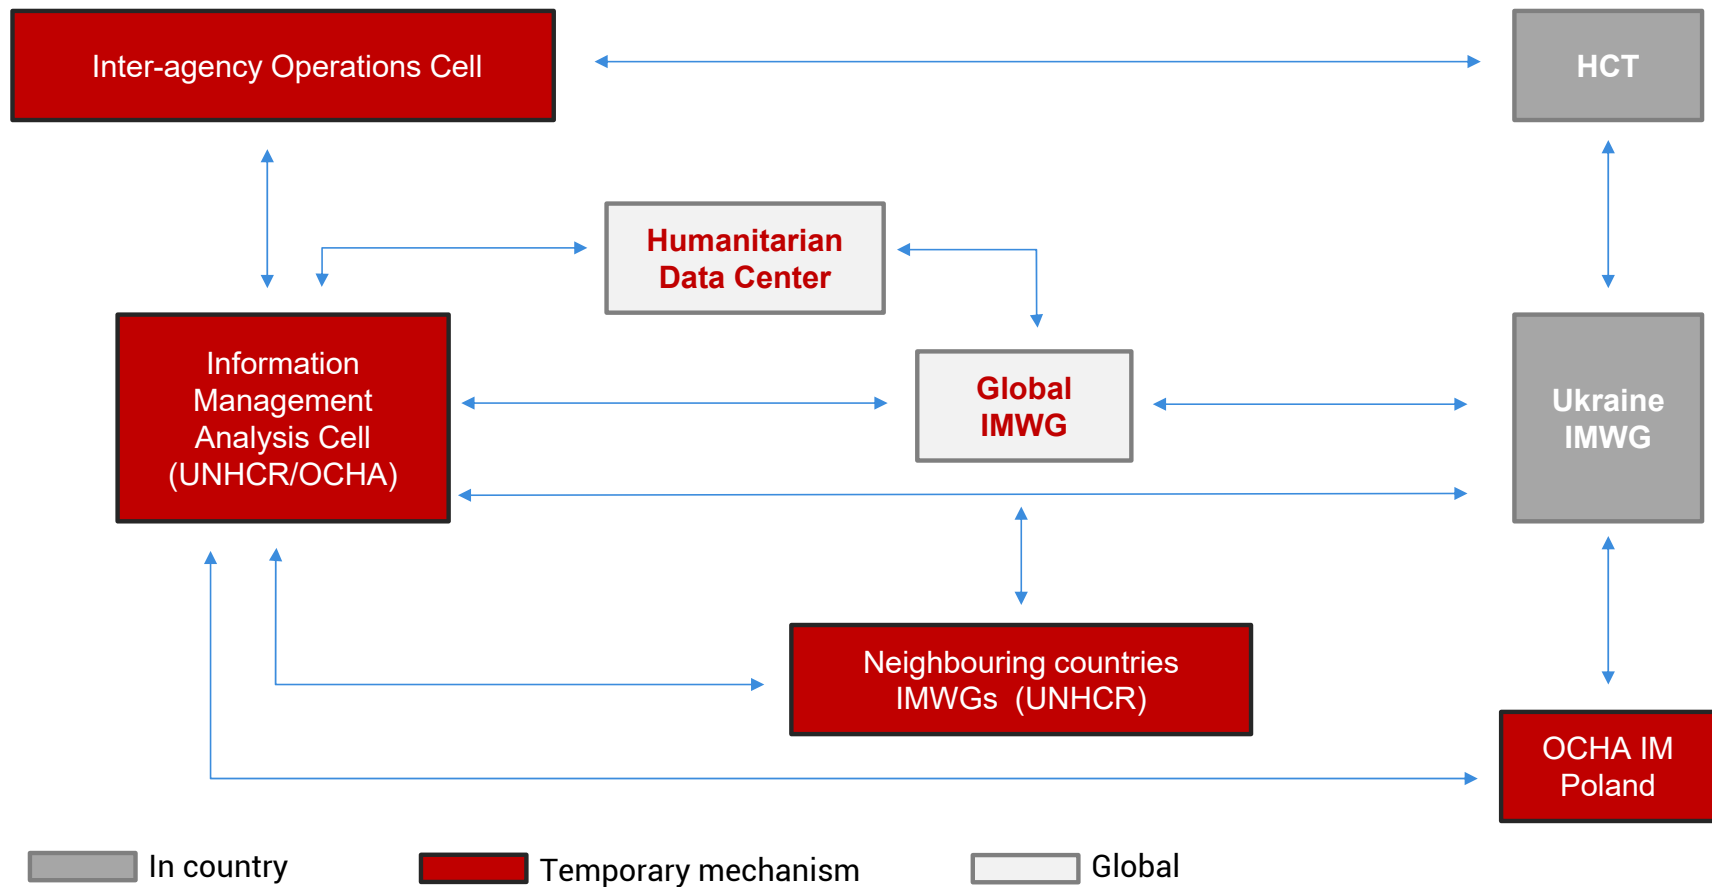 Inter-agency Operations Cell
HCT
Humanitarian
Data Center
Information
Management
Analysis Cell
(UNHCR/OCHA)
Global
IMWG
Ukraine
IMWG
Neighbouring countries
IMWGs (UNHCR)
OCHA IM
Poland
In country
Temporary mechanism
Global